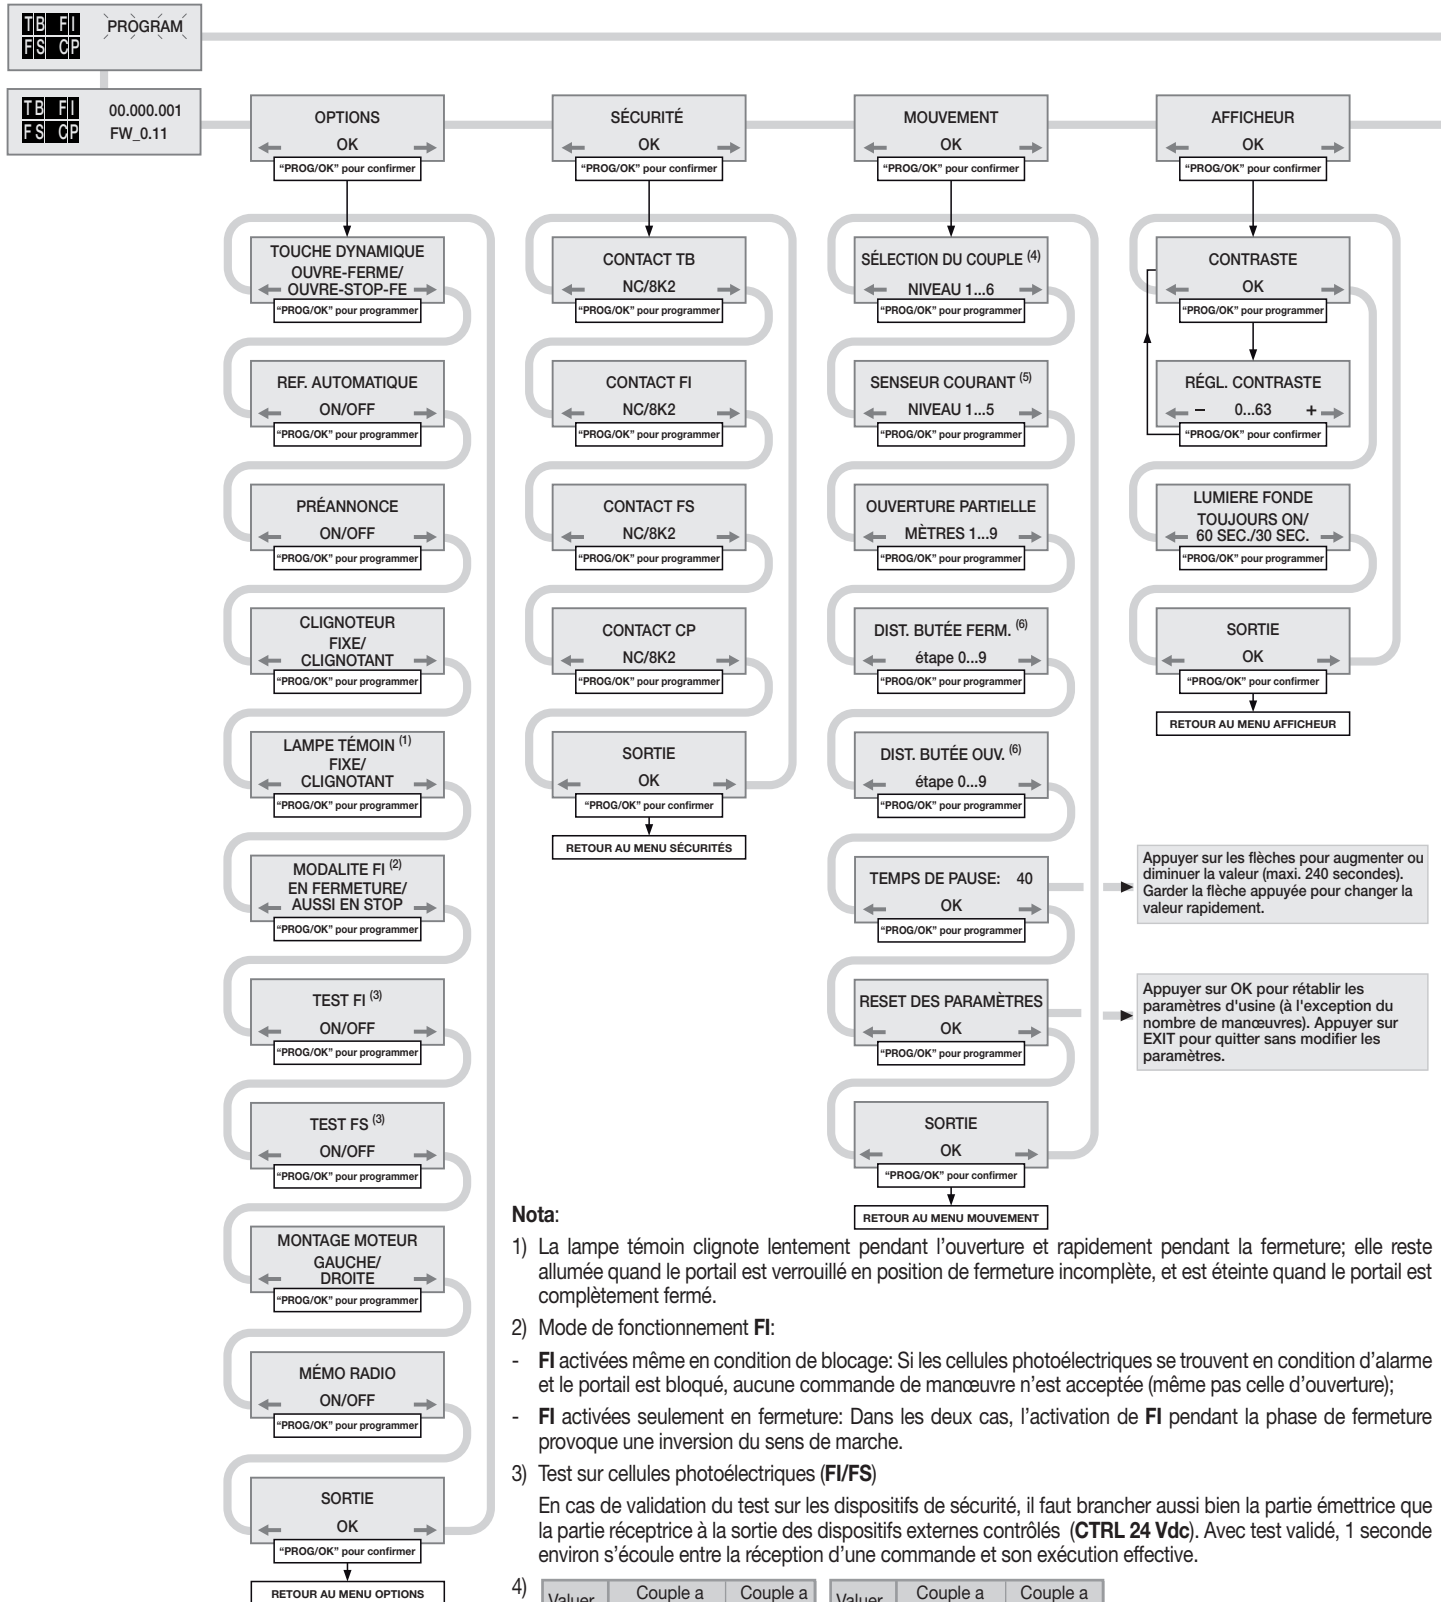 TB FI PROGRAM
FS CP
TB FI 00.000.001
FS CP FW_0.11
OPTIONS
OK
“PROG/OK” pour confirmer
TOUCHE DYNAMIQUE
OUVRE-FERME/
OUVRE-STOP-FE
“PROG/OK” pour programmer
REF. AUTOMATIQUE
ON/OFF
“PROG/OK” pour programmer
PRÉANNONCE
ON/OFF
“PROG/OK” pour programmer
CLIGNOTEUR
FIXE/
CLIGNOTANT
“PROG/OK” pour programmer
LAMPE TÉMOIN (1)
FIXE/
CLIGNOTANT
“PROG/OK” pour programmer
MODALITE FI (2)
EN FERMETURE/
AUSSI EN STOP
“PROG/OK” pour programmer
TEST FI (3)
ON/OFF
“PROG/OK” pour programmer
TEST FS (3)
ON/OFF
“PROG/OK” pour programmer
MONTAGE MOTEUR
GAUCHE/
DROITE
“PROG/OK” pour programmer
MÉMO RADIO
ON/OFF
“PROG/OK” pour programmer
SORTIE
OK
“PROG/OK” pour confirmer
RETOUR AU MENU OPTIONS
SÉCURITÉ
OK
“PROG/OK” pour confirmer
CONTACT TB
NC/8K2
“PROG/OK” pour programmer
CONTACT FI
NC/8K2
“PROG/OK” pour programmer
CONTACT FS
NC/8K2
“PROG/OK” pour programmer
CONTACT CP
NC/8K2
“PROG/OK” pour programmer
SORTIE
OK
“PROG/OK” pour confirmer
RETOUR AU MENU SÉCURITÉS
MOUVEMENT
OK
“PROG/OK” pour confirmer
SÉLECTION DU COUPLE (4)
NIVEAU 1...6
“PROG/OK” pour programmer
SENSEUR COURANT (5)
NIVEAU 1...5
“PROG/OK” pour programmer
OUVERTURE PARTIELLE
MÈTRES 1...9
“PROG/OK” pour programmer
DIST. BUTÉE FERM. (6)
étape 0...9
“PROG/OK” pour programmer
DIST. BUTÉE OUV. (6)
étape 0...9
“PROG/OK” pour programmer
TEMPS DE PAUSE: 40
OK
“PROG/OK” pour programmer
RESET DES PARAMÈTRES
OK
“PROG/OK” pour programmer
SORTIE
OK
“PROG/OK” pour confirmer
RETOUR AU MENU MOUVEMENT
AFFICHEUR
OK
“PROG/OK” pour confirmer
CONTRASTE
OK
“PROG/OK” pour programmer
RÉGL. CONTRASTE
− 0...63 +
“PROG/OK” pour confirmer
LUMIERE FONDE
TOUJOURS ON/
60 SEC./30 SEC.
“PROG/OK” pour programmer
SORTIE
OK
“PROG/OK” pour confirmer
RETOUR AU MENU AFFICHEUR
Appuyer sur les flèches pour augmenter ou
diminuer la valeur (maxi. 240 secondes).
Garder la flèche appuyée pour changer la
valeur rapidement.
Appuyer sur OK pour rétablir les
paramètres d'usine (à l'exception du
nombre de manœuvres). Appuyer sur
EXIT pour quitter sans modifier les
paramètres.
Nota:
1) La lampe témoin clignote lentement pendant l’ouverture et rapidement pendant la fermeture; elle reste
allumée quand le portail est verrouillé en position de fermeture incomplète, et est éteinte quand le portail est
complètement fermé.
2) Mode de fonctionnement FI:
- FI activées même en condition de blocage: Si les cellules photoélectriques se trouvent en condition d’alarme
et le portail est bloqué, aucune commande de manœuvre n’est acceptée (même pas celle d’ouverture);
- FI activées seulement en fermeture: Dans les deux cas, l’activation de FI pendant la phase de fermeture
provoque une inversion du sens de marche.
3) Test sur cellules photoélectriques (FI/FS)
En cas de validation du test sur les dispositifs de sécurité, il faut brancher aussi bien la partie émettrice que
la partie réceptrice à la sortie des dispositifs externes contrôlés (CTRL 24 Vdc). Avec test validé, 1 seconde
environ s’écoule entre la réception d’une commande et son exécution effective.
4) Valuer Couple a Couple a Valuer Couple a Couple a